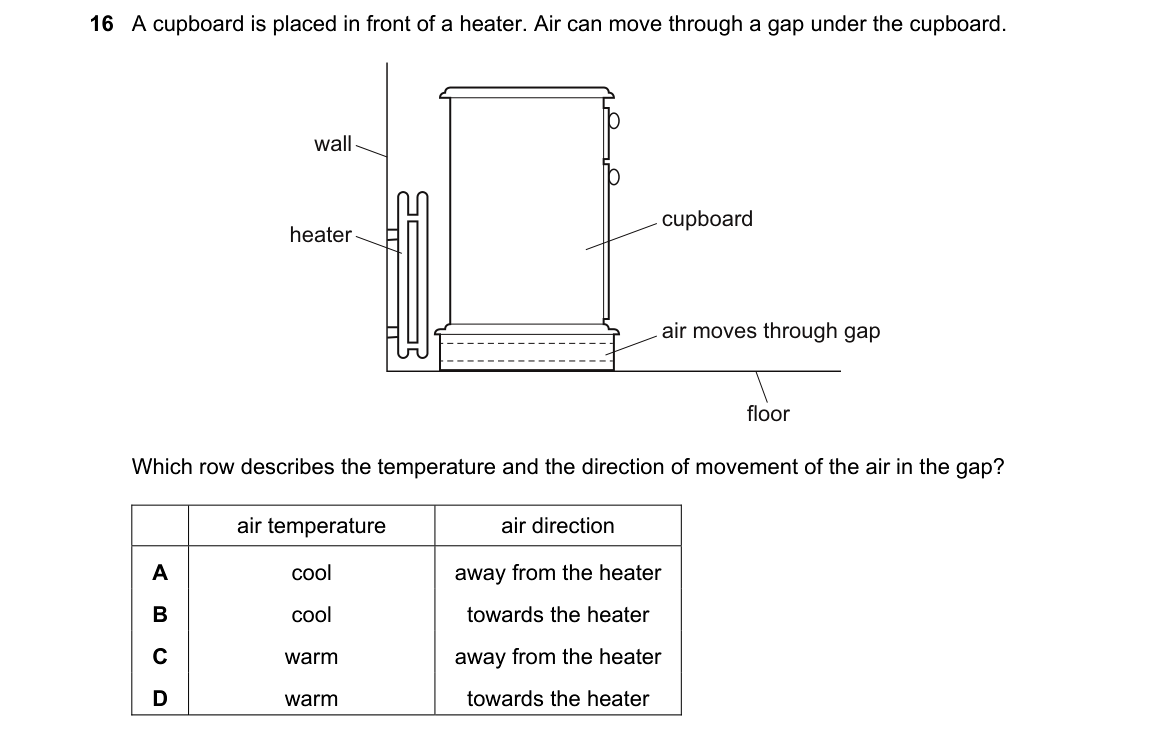 16 A cupboard is placed in front of a heater. Air can move through a gap under the cupboard.
wall
heater
cupboard
air moves through gap
floor
Which row describes the temperature and the direction of movement of the air in the gap?
air temperature air direction
A cool away from the heater
B cool towards the heater
C warm away from the heater
D warm towards the heater